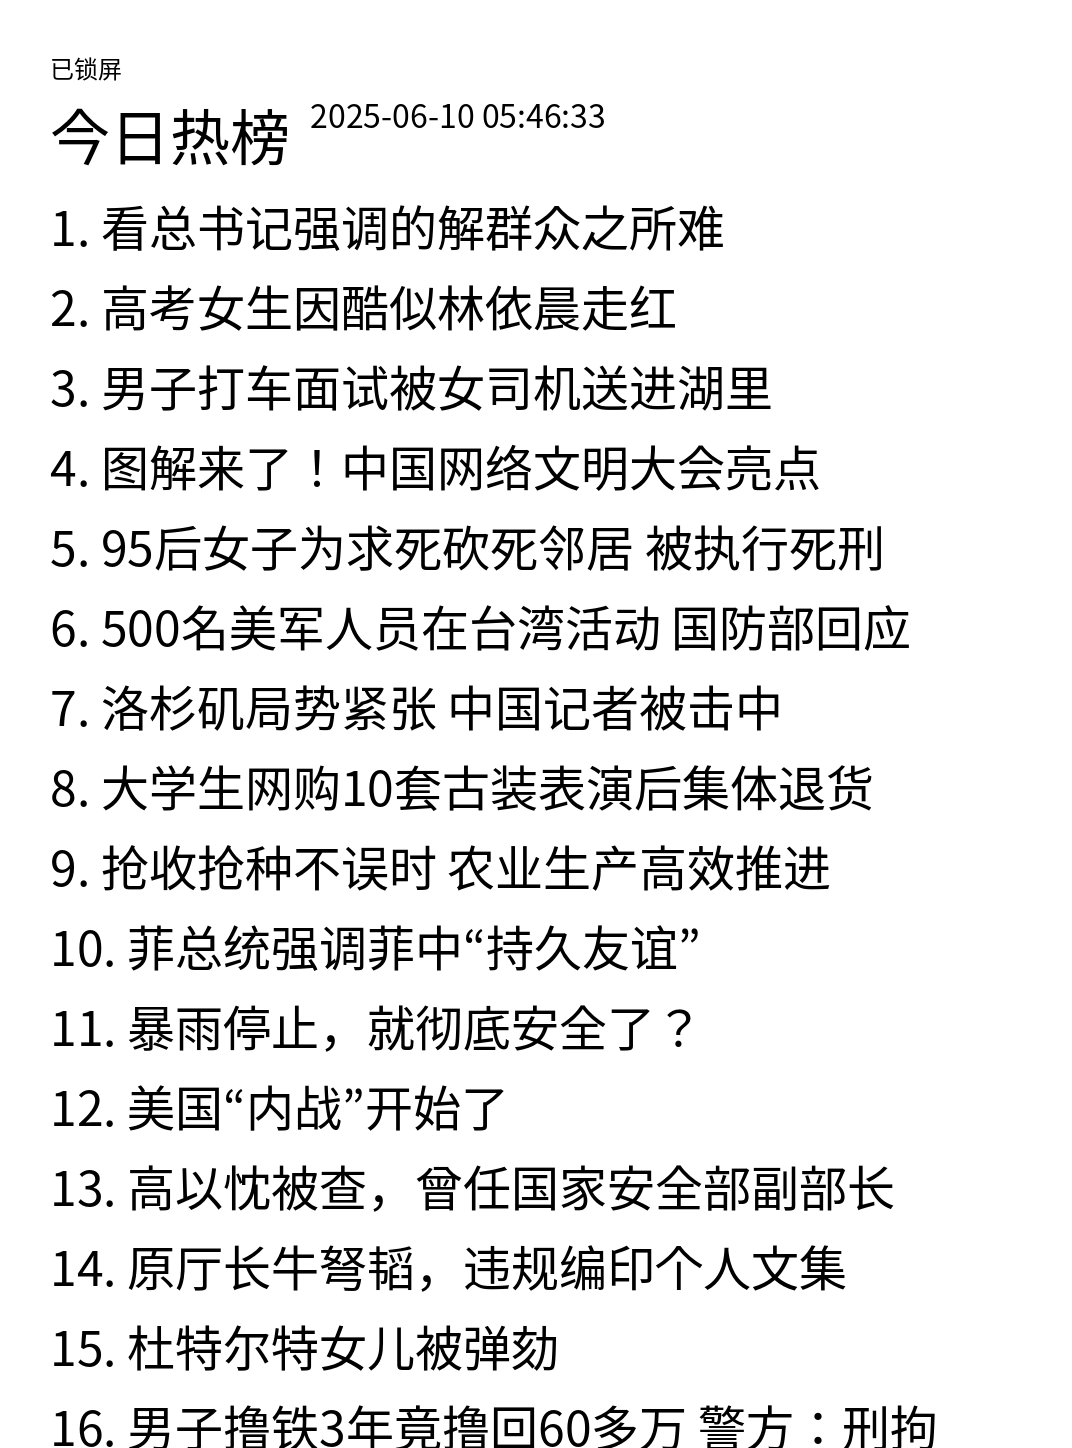 已锁屏
今日热榜 2025-06-10 05:46:33
1. 看总书记强调的解群众之所难
2. 高考女生因酷似林依晨走红
3. 男子打车面试被女司机送进湖里
4. 图解来了！中国网络文明大会亮点
5. 95后女子为求死砍死邻居 被执行死刑
6. 500名美军人员在台湾活动 国防部回应
7. 洛杉矶局势紧张 中国记者被击中
8. 大学生网购10套古装表演后集体退货
9. 抢收抢种不误时 农业生产高效推进
10. 菲总统强调菲中“持久友谊”
11. 暴雨停止，就彻底安全了？
12. 美国“内战”开始了
13. 高以忱被查，曾任国家安全部副部长
14. 原厅长牛弩韬，违规编印个人文集
15. 杜特尔特女儿被弹劾
16. 男子撸铁3年竟撸回60多万 警方：刑拘